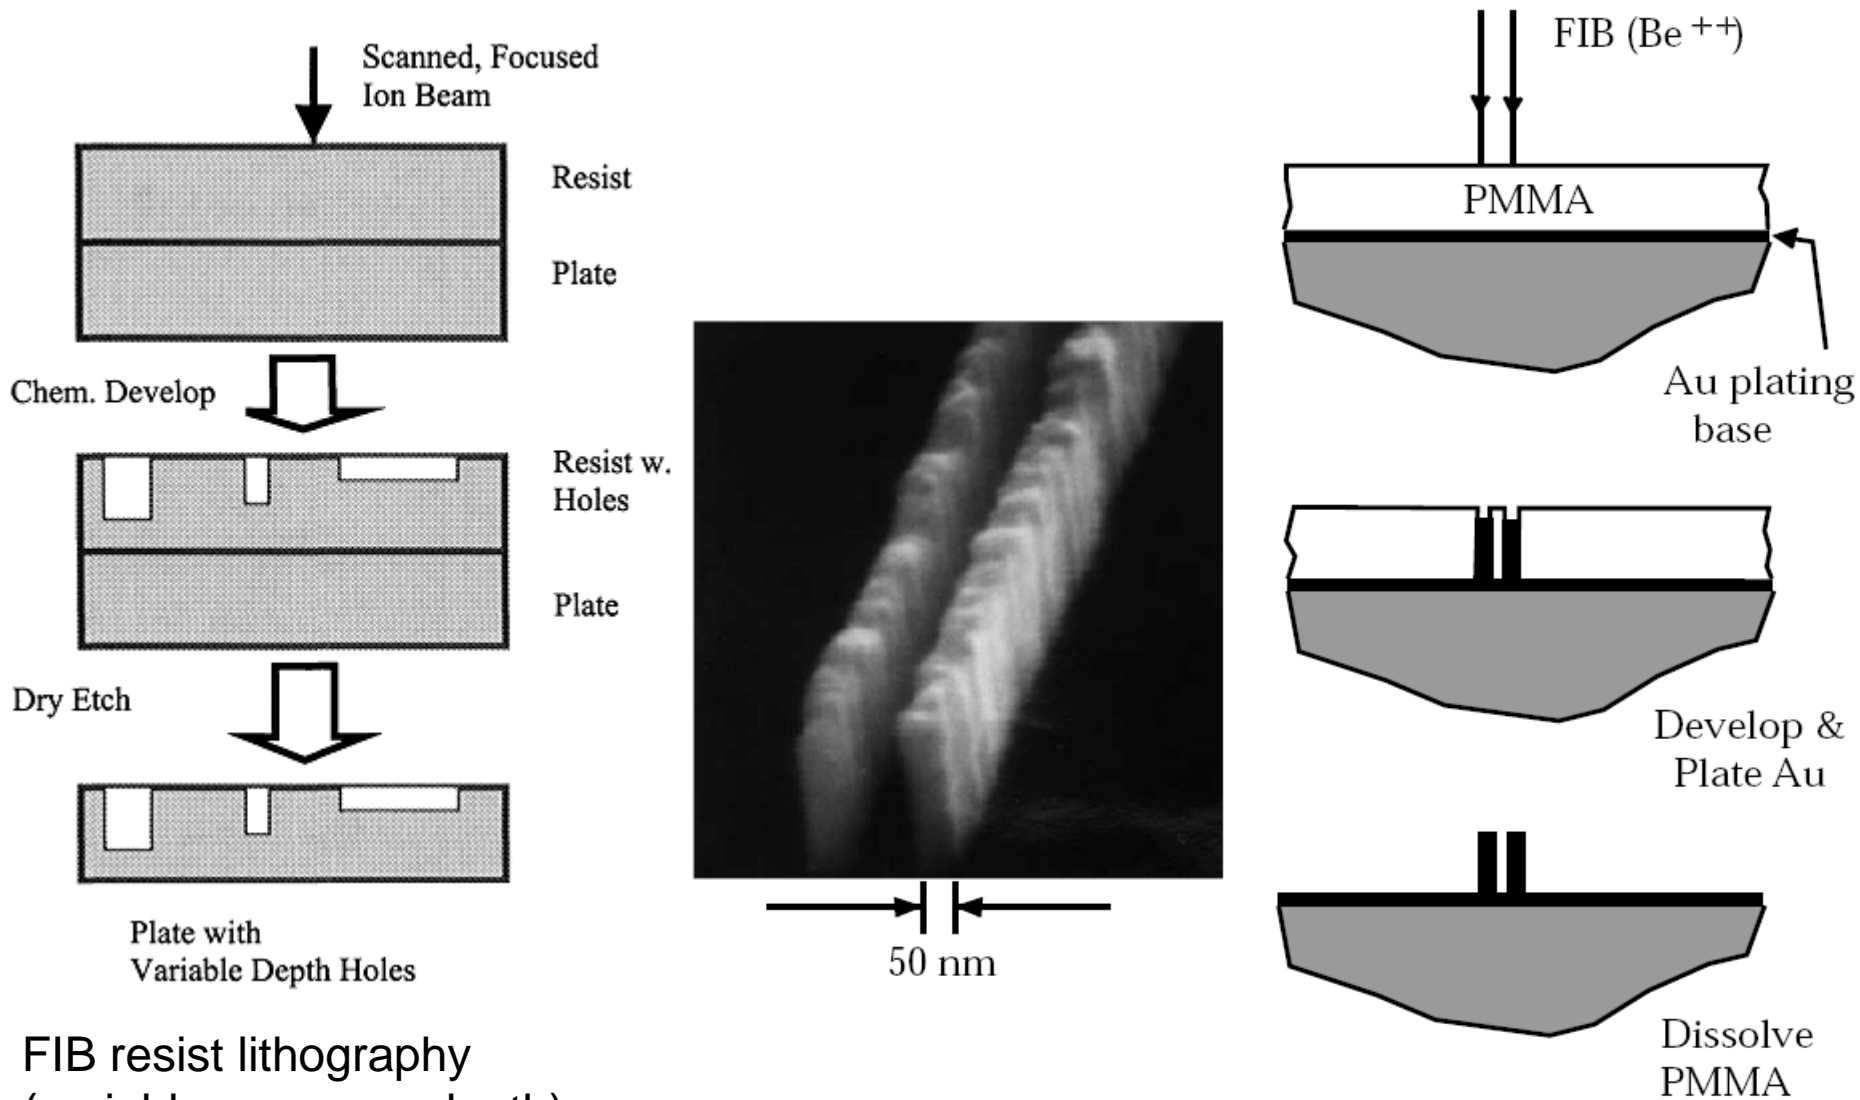 Scanned, Focused
Ion Beam
Resist
Plate
Chem. Develop
Resist w.
Holes
Plate
Dry Etch
Plate with
Variable Depth Holes
FIB resist lithography
50 nm
FIB (Be ++)
PMMA
Au plating
base
Develop &
Plate Au
Dissolve
PMMA